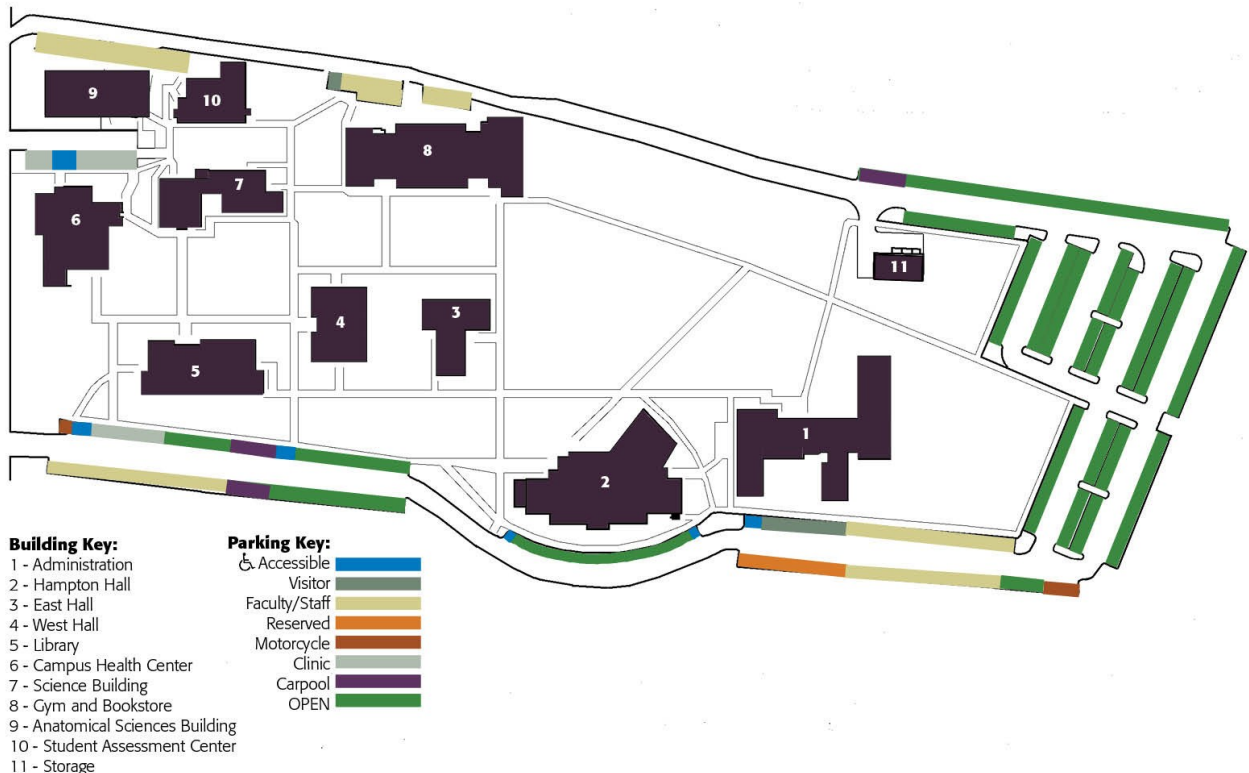 9
10
8
7
6
11
4
3
5
1
2
Building Key:
1 - Administration
2 - Hampton Hall
3 - East Hall
4 - West Hall
5 - Library
6 - Campus Health Center
7 - Science Building
8 - Gym and Bookstore
9 - Anatomical Sciences Building
10 - Student Assessment Center
11 - Storage
Parking Key:
♿ Accessible
Visitor
Faculty/Staff
Reserved
Motorcycle
Clinic
Carpool
OPEN